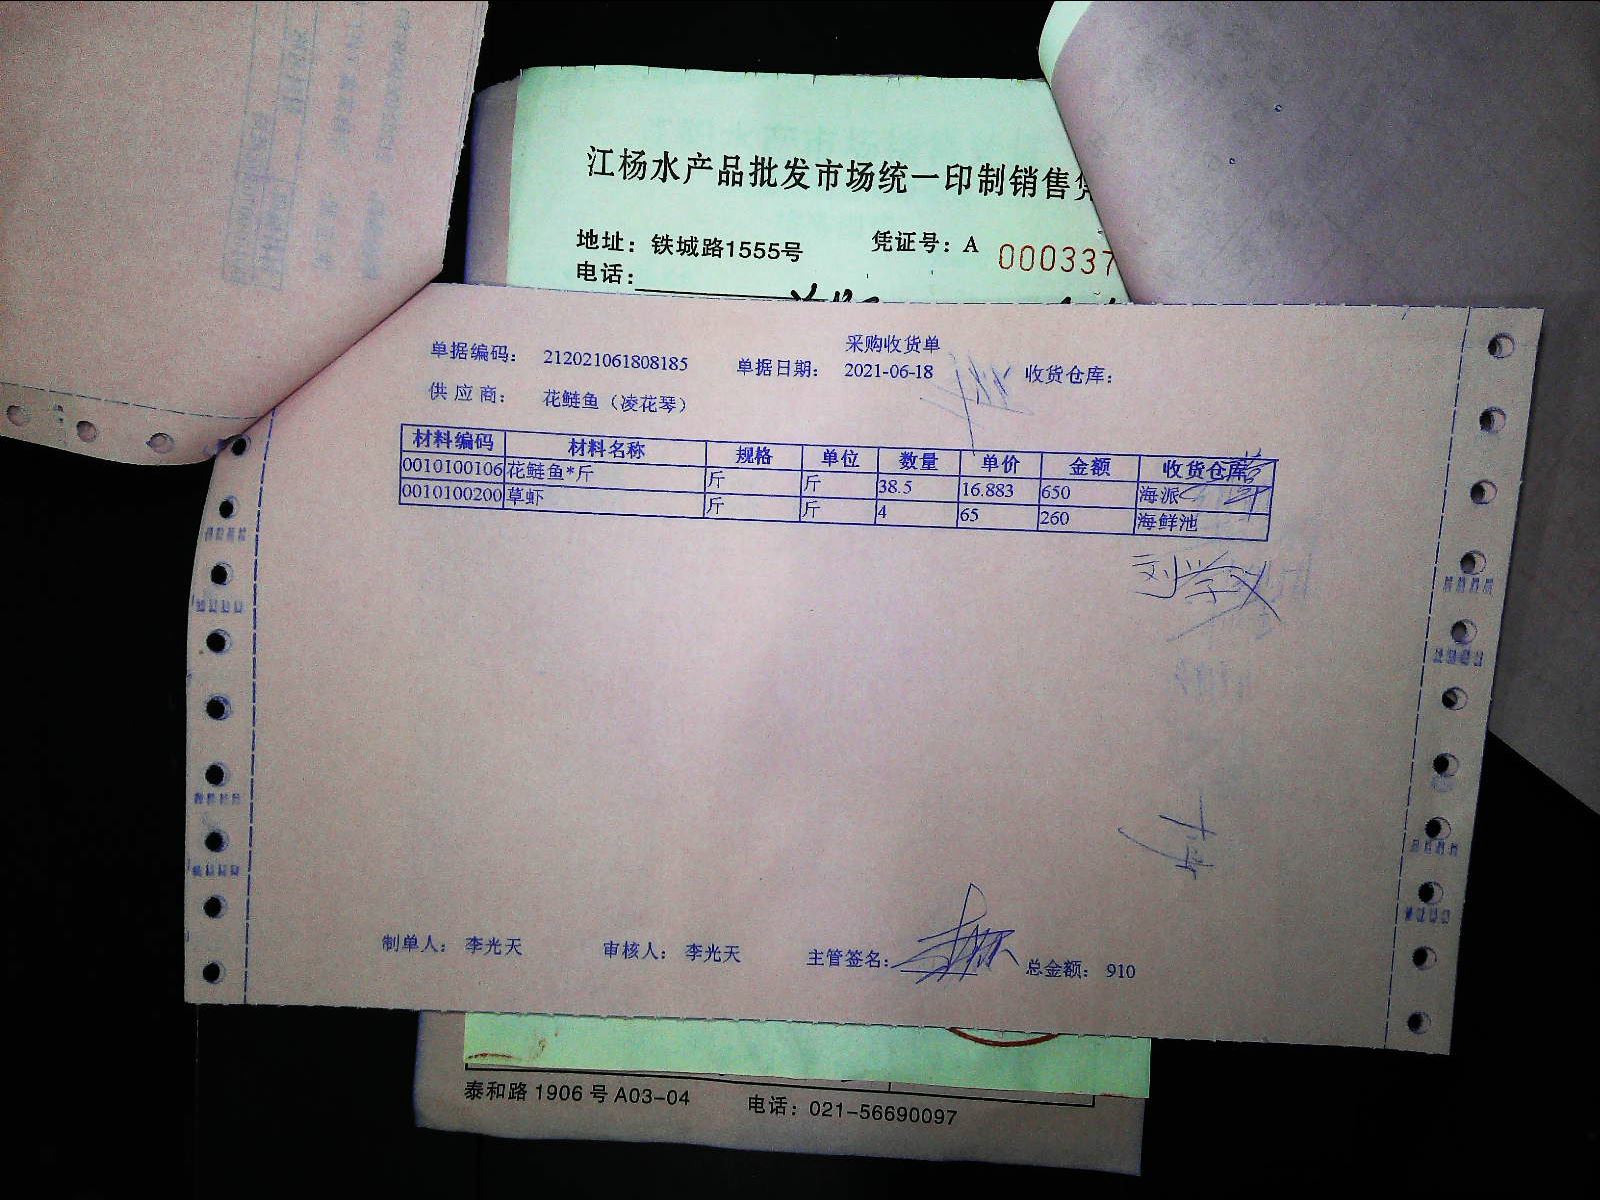 江杨水产品批发市场统一印制销售凭
地址：铁城路1555号 凭证号：A 000337
电话：
采购收货单
单据编码： 212021061808185 单据日期： 2021-06-18 收货仓库：
供 应 商： 花鲢鱼（凌花琴）
材料编码 材料名称 规格 单位 数量 单价 金额 收货仓库
0010100106 花鲢鱼*斤 斤 斤 38.5 16.883 650 海派
0010100200 草虾 斤 斤 4 65 260 海鲜池
刘学义
制单人： 李光天 审核人： 李光天 主管签名： 总金额： 910
泰和路 1906 号 A03-04 电话：021-56690097